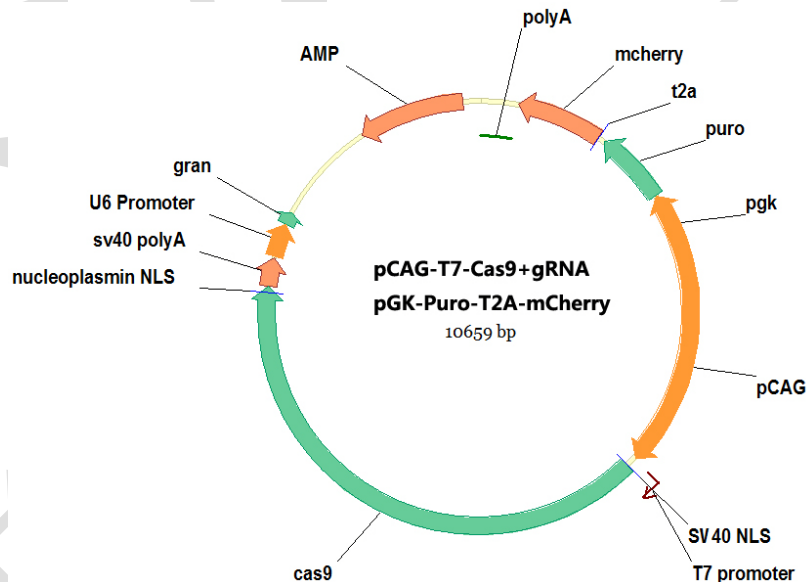 polyA
AMP
mcherry
t2a
puro
gran
U6 Promoter
pgk
sv40 polyA
nucleoplasmin NLS
pCAG-T7-Cas9+gRNA
pGK-Puro-T2A-mCherry
10659 bp
pCAG
SV40 NLS
cas9
T7 promoter